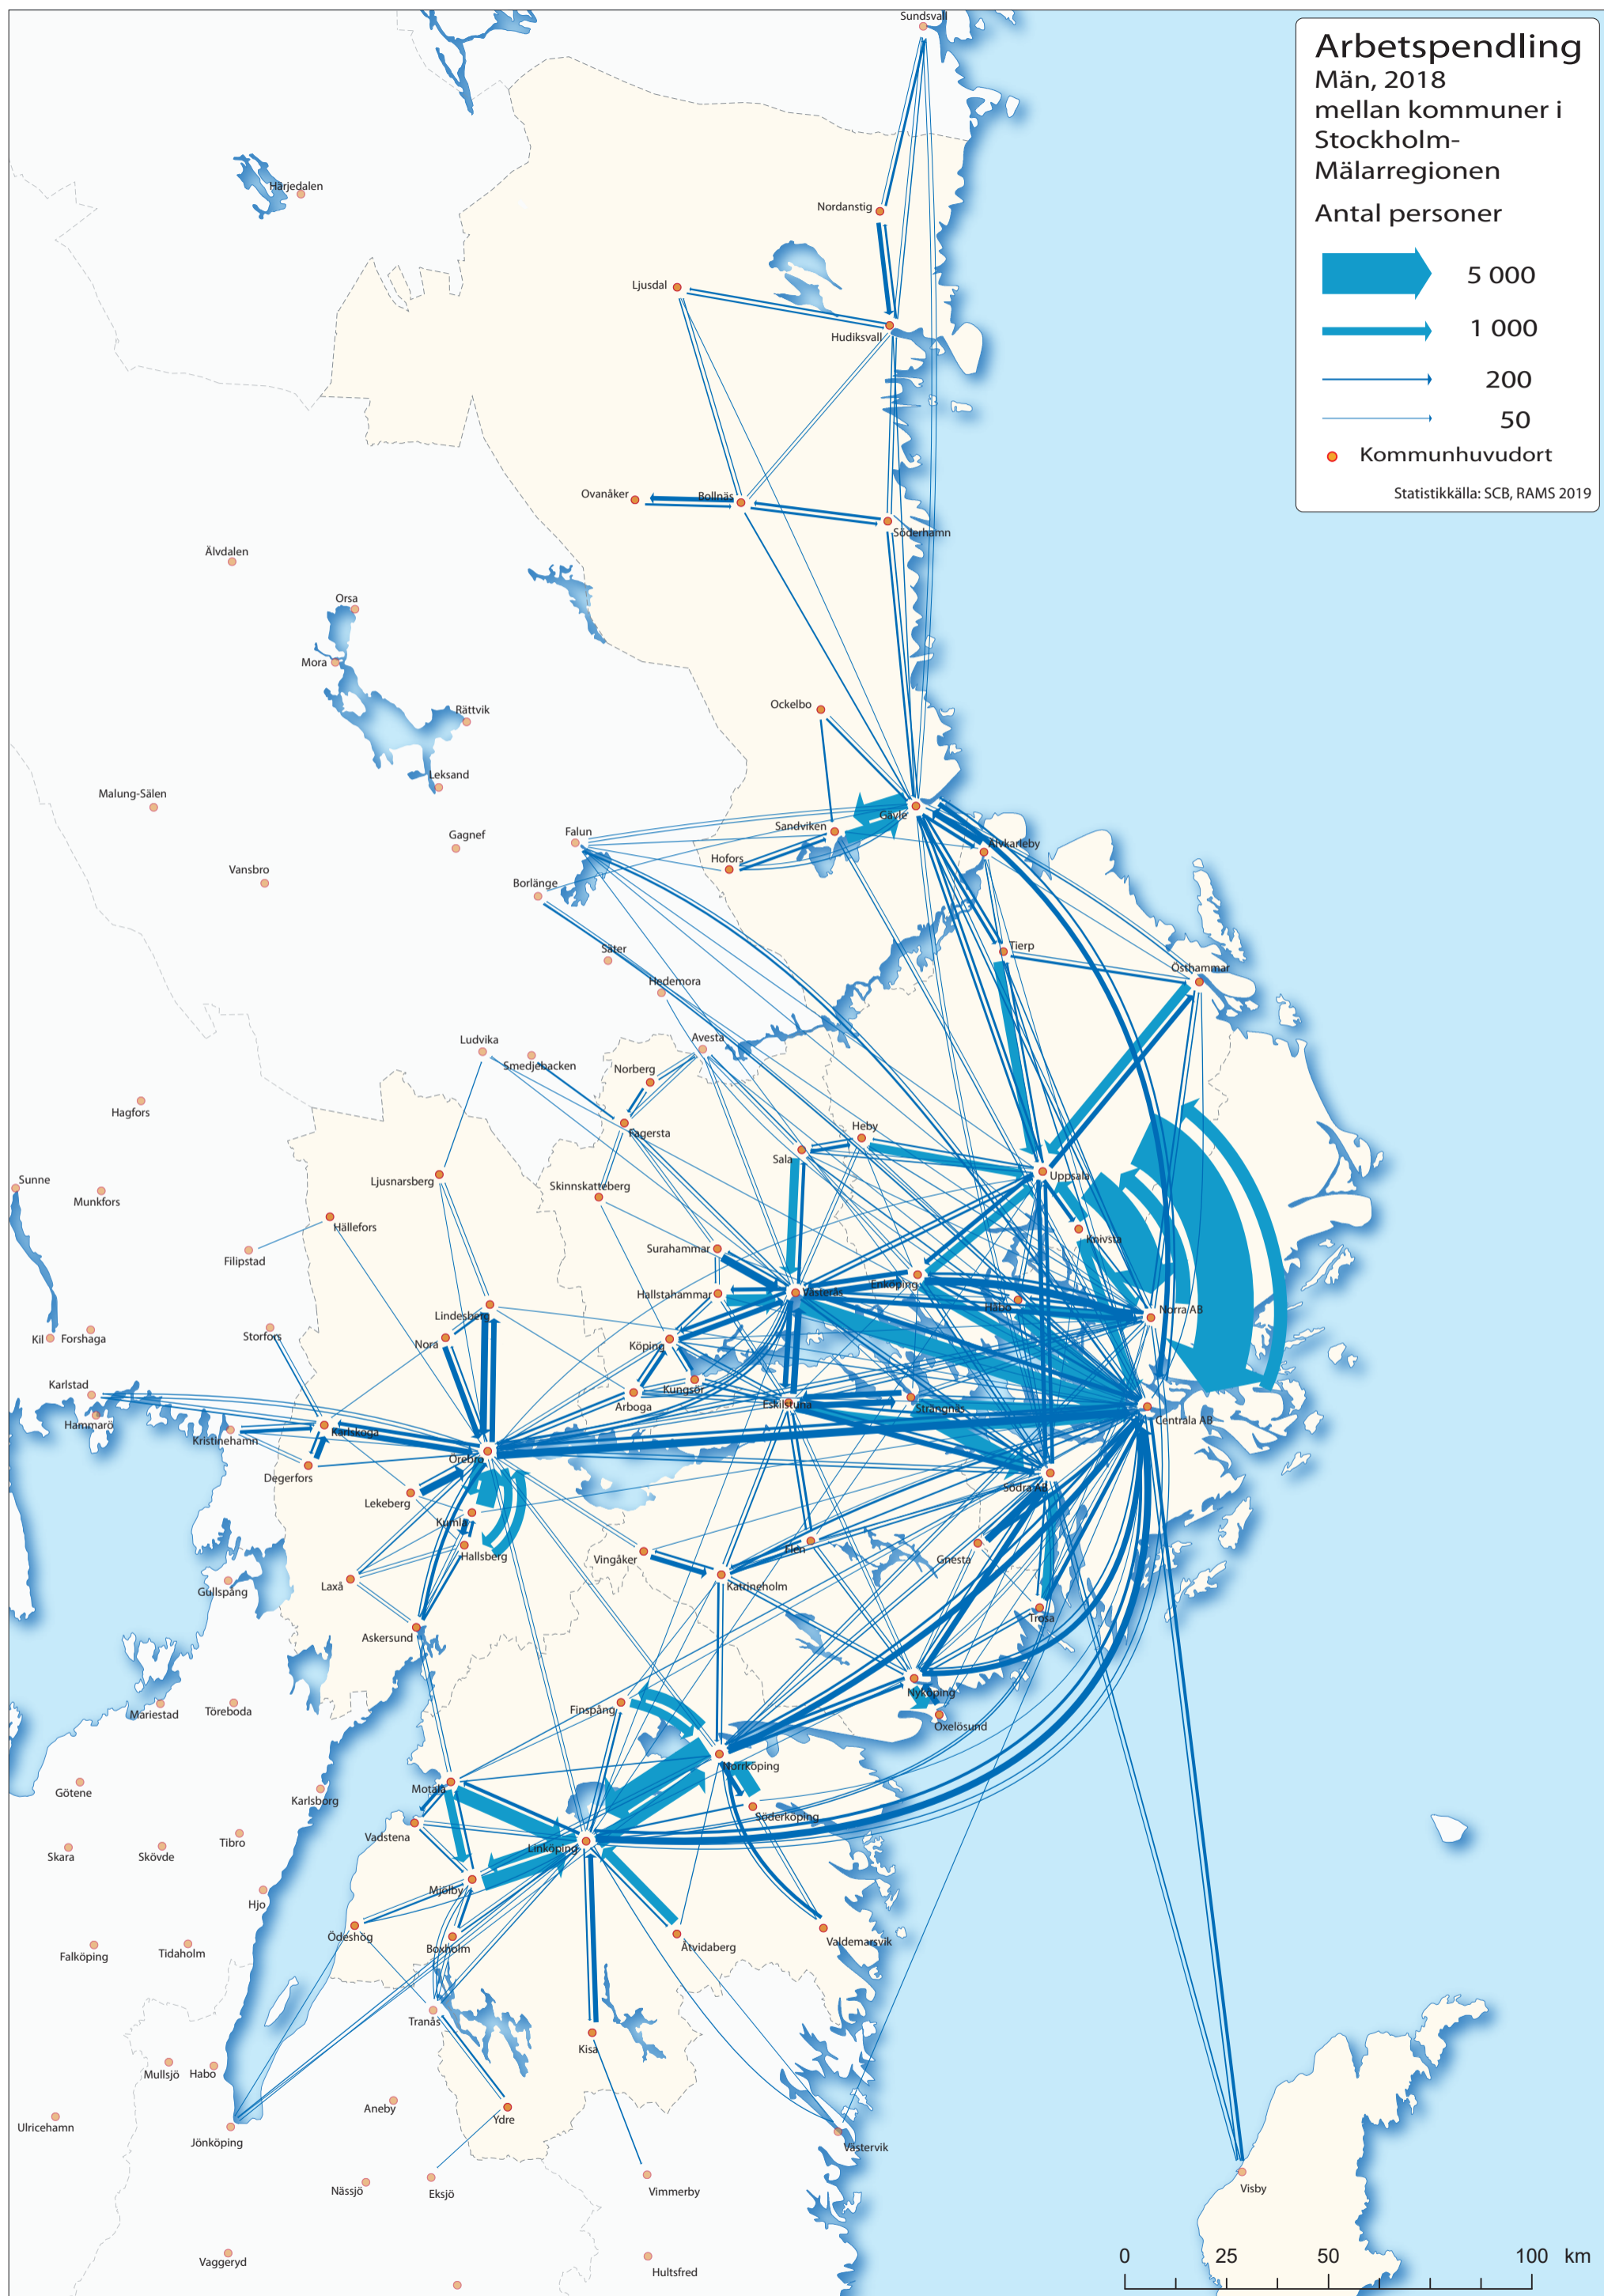 Sundsvall
Arbetspendling
Män, 2018
mellan kommuner i
Stockholm-
Mälarregionen
Antal personer
5 000
1 000
200
50
Kommunhuvudort
Statistikkälla: SCB, RAMS 2019
Härjedalen
Nordanstig
Ljusdal
Hudiksvall
Ovanåker
Bollnäs
Söderhamn
Älvdalen
Orsa
Mora
Rättvik
Ockelbo
Leksand
Malung-Sälen
Gävle
Sandviken
Gagnef
Falun
Älvkarleby
Hofors
Vansbro
Borlänge
Tierp
Säter
Östhammar
Hedemora
Ludvika
Avesta
Smedjebacken
Norberg
Hagfors
Heby
Fagersta
Sala
Uppsala
Sunne
Ljusnarsberg
Skinnskatteberg
Munkfors
Hällefors
Knivsta
Surahammar
Filipstad
Enköping
Västerås
Hallstahammar
Håbo
Norra AB
Lindesberg
Kil
Forshaga
Storfors
Nora
Köping
Karlstad
Kungsör
Arboga
Eskilstuna
Strängnäs
Hammarö
Centrala AB
Kristinehamn
Karlskoga
Örebro
Degerfors
Södra AB
Lekeberg
Kumla
Hallsberg
Vingåker
Flen
Gnesta
Laxå
Gullspång
Katrineholm
Trosa
Askersund
Nyköping
Mariestad
Töreboda
Finspång
Oxelösund
Norrköping
Götene
Karlsborg
Motala
Söderköping
Vadstena
Linköping
Skara
Skövde
Tibro
Mjölby
Hjo
Ödeshög
Boxholm
Åtvidaberg
Valdemarsvik
Falköping
Tidaholm
Tranås
Kisa
Mullsjö
Habo
Aneby
Ydre
Ulricehamn
Jönköping
Västervik
Nässjö
Eksjö
Vimmerby
Visby
Vaggeryd
Hultsfred
0 25 50 100 km